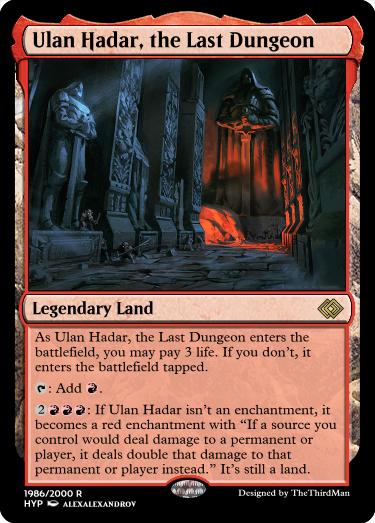 Ulan Hadar, the Last Dungeon
Legendary Land
As Ulan Hadar, the Last Dungeon enters the
battlefield, you may pay 3 life. If you don't, it
enters the battlefield tapped.
: Add .
2: If Ulan Hadar isn't an enchantment, it
becomes a red enchantment with “If a source you
control would deal damage to a permanent or
player, it deals double that damage to that
permanent or player instead.” It's still a land.
1986/2000 R
HYP ALEXALEXANDROV
Designed by TheThirdMan